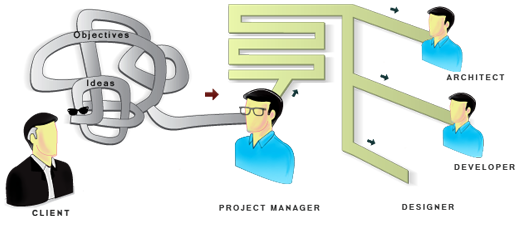 Objectives
Ideas
ARCHITECT
DEVELOPER
CLIENT
PROJECT MANAGER
DESIGNER